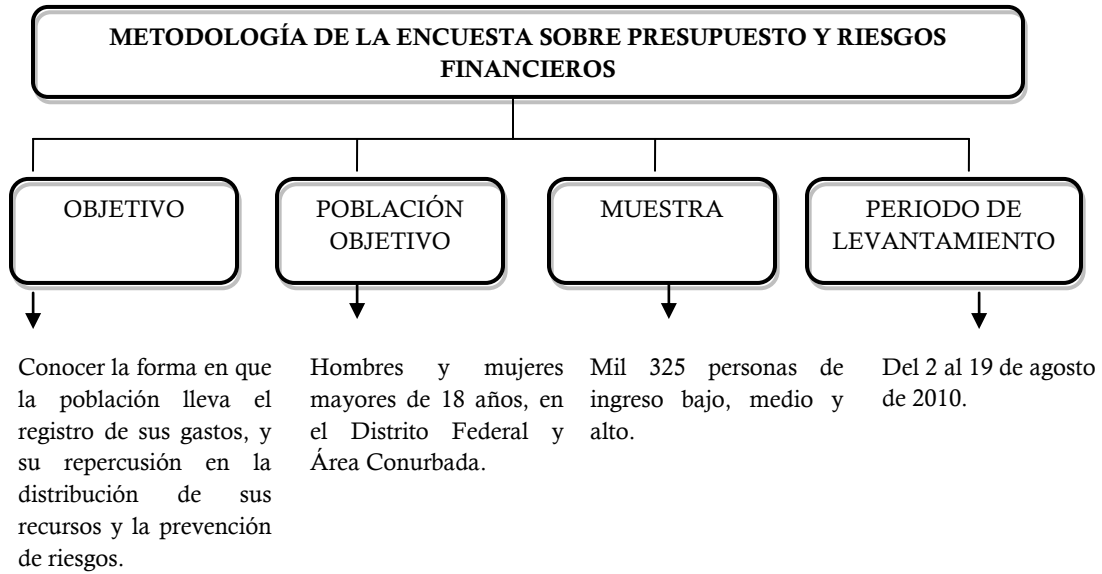 METODOLOGÍA DE LA ENCUESTA SOBRE PRESUPUESTO Y RIESGOS
FINANCIEROS
OBJETIVO
POBLACIÓN
OBJETIVO
MUESTRA
PERIODO DE
LEVANTAMIENTO
Conocer la forma en que
la población lleva el
registro de sus gastos, y
su repercusión en la
distribución de sus
recursos y la prevención
de riesgos.
Hombres y mujeres
mayores de 18 años, en
el Distrito Federal y
Área Conurbada.
Mil 325 personas de
ingreso bajo, medio y
alto.
Del 2 al 19 de agosto
de 2010.